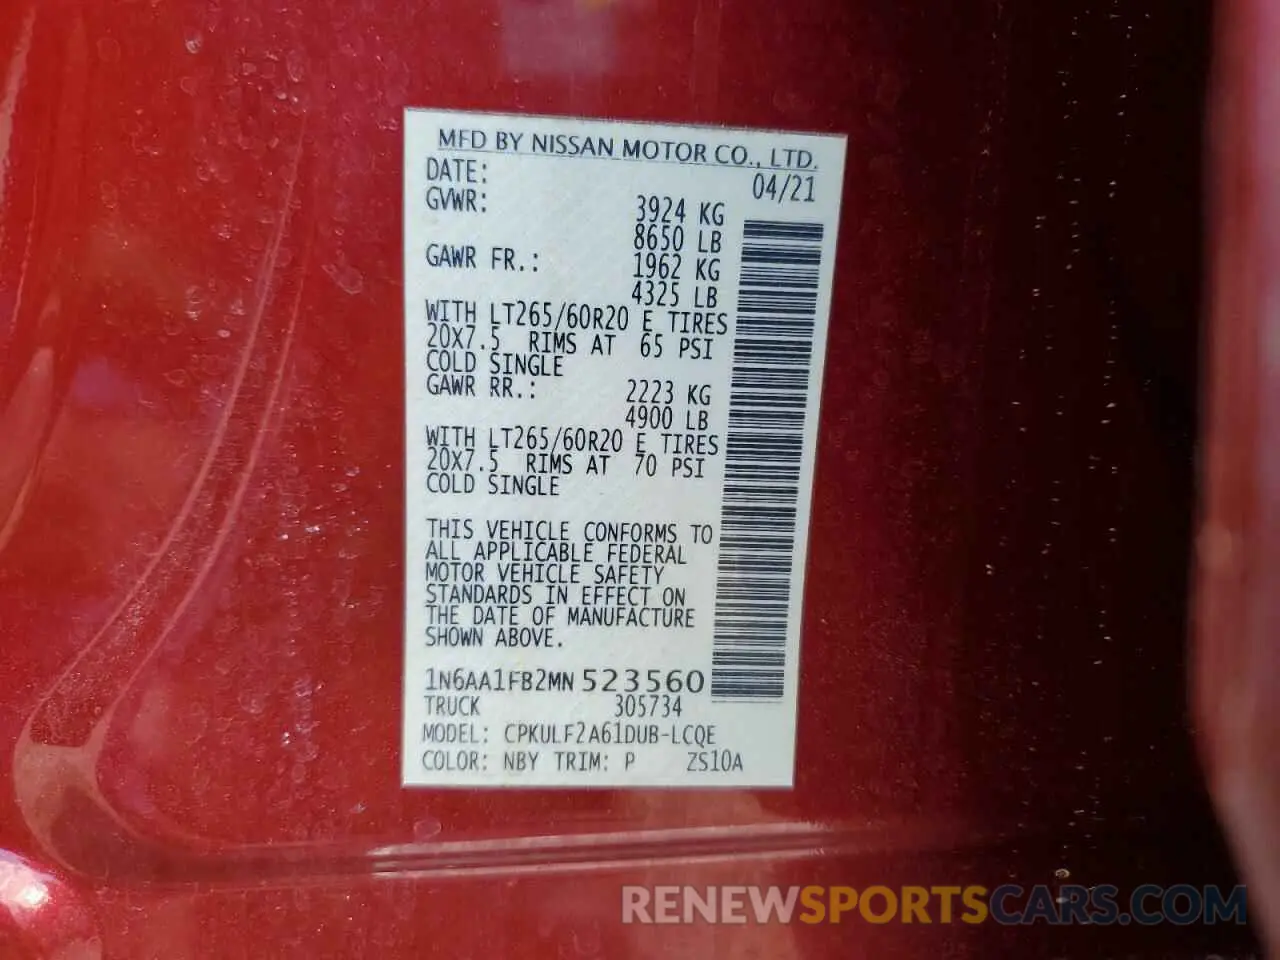 MFD BY NISSAN MOTOR CO., LTD.
DATE: 04/21
GVWR: 3924 KG
8650 LB
GAWR FR.: 1962 KG
4325 LB
WITH LT265/60R20 E TIRES
20X7.5 RIMS AT 65 PSI
COLD SINGLE
GAWR RR.: 2223 KG
4900 LB
WITH LT265/60R20 E TIRES
20X7.5 RIMS AT 70 PSI
COLD SINGLE
THIS VEHICLE CONFORMS TO
ALL APPLICABLE FEDERAL
MOTOR VEHICLE SAFETY
STANDARDS IN EFFECT ON
THE DATE OF MANUFACTURE
SHOWN ABOVE.
1N6AA1FB2MN523560
TRUCK 305734
MODEL: CPKULF2A61DUB-LCQE
COLOR: NBY TRIM: P ZS10A
RENEWSPORTSCARS.COM